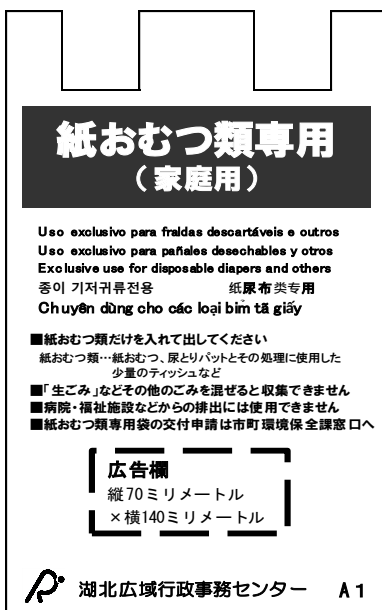 紙おむつ類専用
（家庭用）
Uso exclusivo para fraldas descartáveis e outros
Uso exclusivo para pañales desechables y otros
Exclusive use for disposable diapers and others
종이 기저귀류전용 纸尿布类专用
Chuyên dùng cho các loại bỉm tã giấy
■紙おむつ類だけを入れて出してください
紙おむつ類…紙おむつ、尿とりパットとその処理に使用した
少量のティッシュなど
■「生ごみ」などその他のごみを混ぜると収集できません
■病院・福祉施設などからの排出には使用できません
■紙おむつ類専用袋の交付申請は市町環境保全課窓口へ
広告欄
縦70ミリメートル
×横140ミリメートル
湖北広域行政事務センター A1